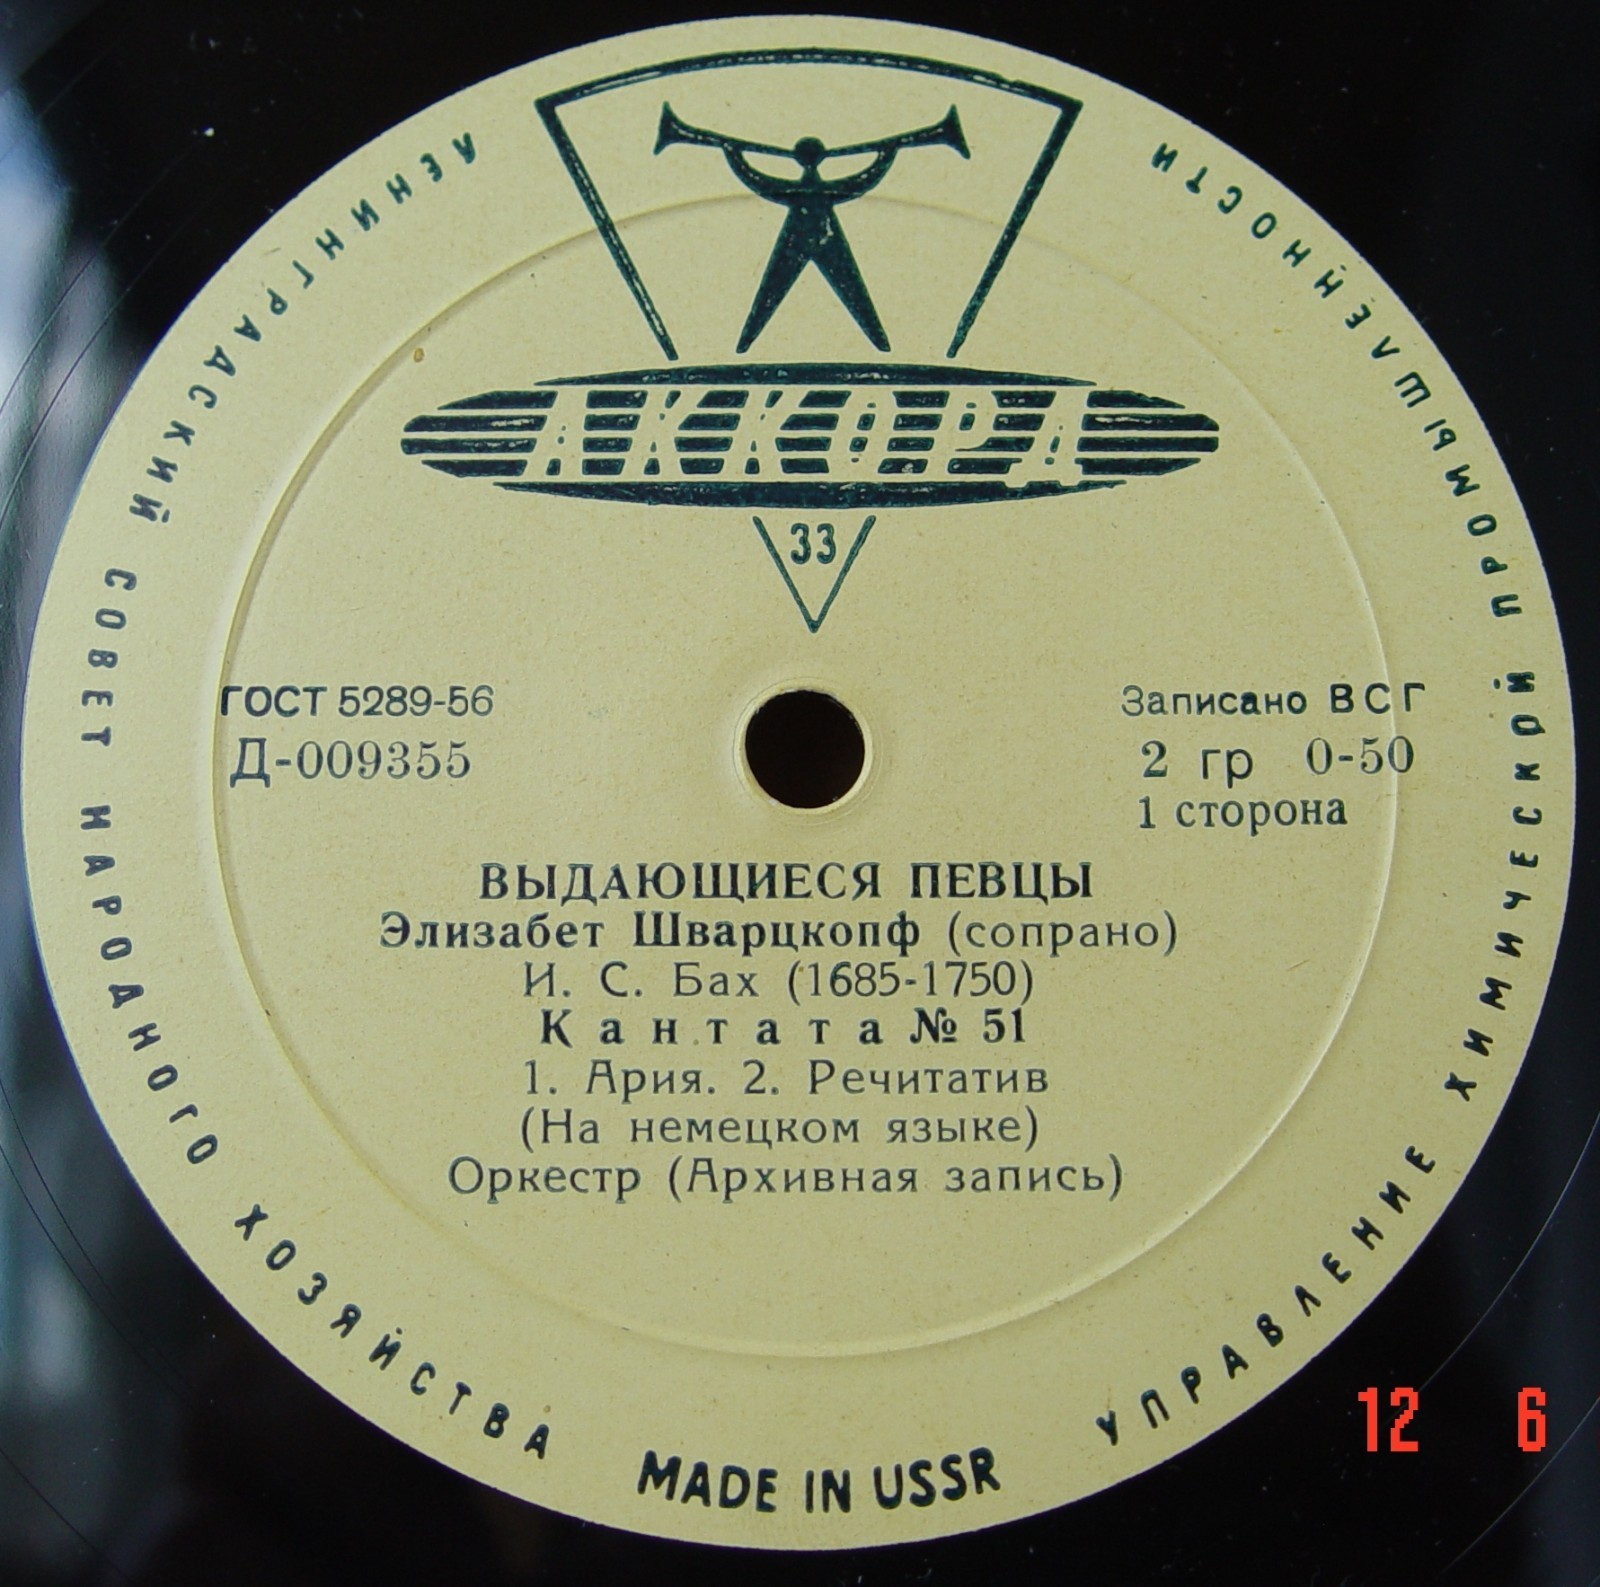 ЛЕНИНГРАДСКИЙ СОВЕТ НАРОДНОГО ХОЗЯЙСТВА
УПРАВЛЕНИЕ ХИМИЧЕСКОЙ ПРОМЫШЛЕННОСТИ
АККОРД
33
ГОСТ 5289-56
Д-009355
Записано ВСГ
2 гр 0-50
1 сторона
ВЫДАЮЩИЕСЯ ПЕВЦЫ
Элизабет Шварцкопф (сопрано)
И. С. Бах (1685-1750)
Кантата № 51
1. Ария. 2. Речитатив
(На немецком языке)
Оркестр (Архивная запись)
MADE IN USSR
12 6